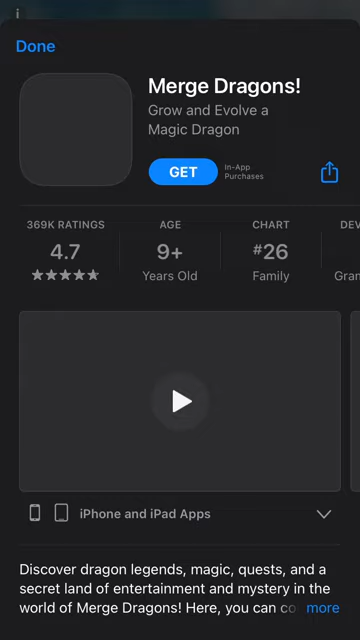 Done
Merge Dragons!
Grow and Evolve a
Magic Dragon
GET
In-App
Purchases
369K RATINGS
4.7
AGE
9+
Years Old
CHART
#26
Family
iPhone and iPad Apps
Discover dragon legends, magic, quests, and a
secret land of entertainment and mystery in the
world of Merge Dragons! Here, you can more